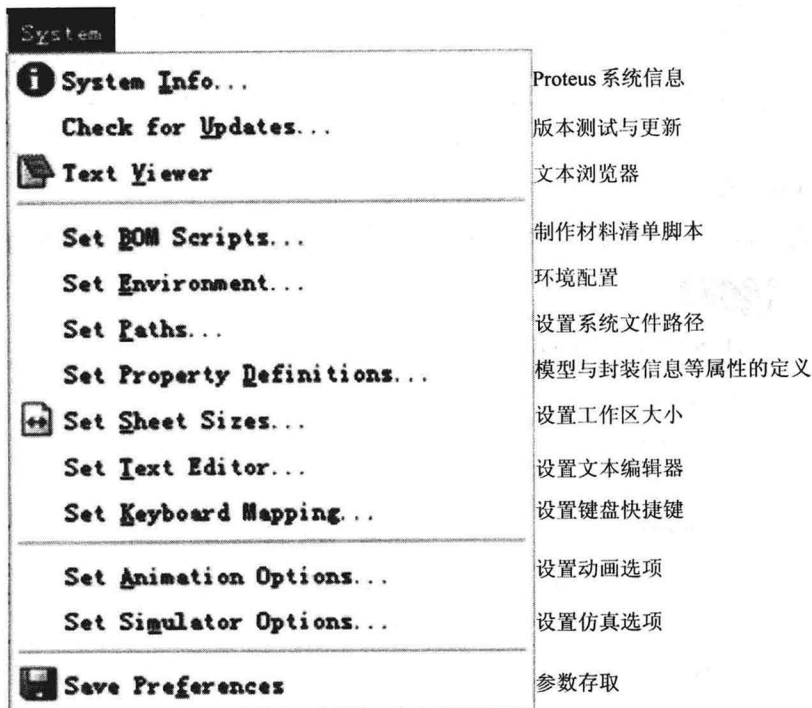 System
System Info... Proteus 系统信息
Check for Updates... 版本测试与更新
Text Viewer 文本浏览器
Set BOM Scripts... 制作材料清单脚本
Set Environment... 环境配置
Set Paths... 设置系统文件路径
Set Property Definitions... 模型与封装信息等属性的定义
Set Sheet Sizes... 设置工作区大小
Set Text Editor... 设置文本编辑器
Set Keyboard Mapping... 设置键盘快捷键
Set Animation Options... 设置动画选项
Set Simulator Options... 设置仿真选项
Save Preferences 参数存取